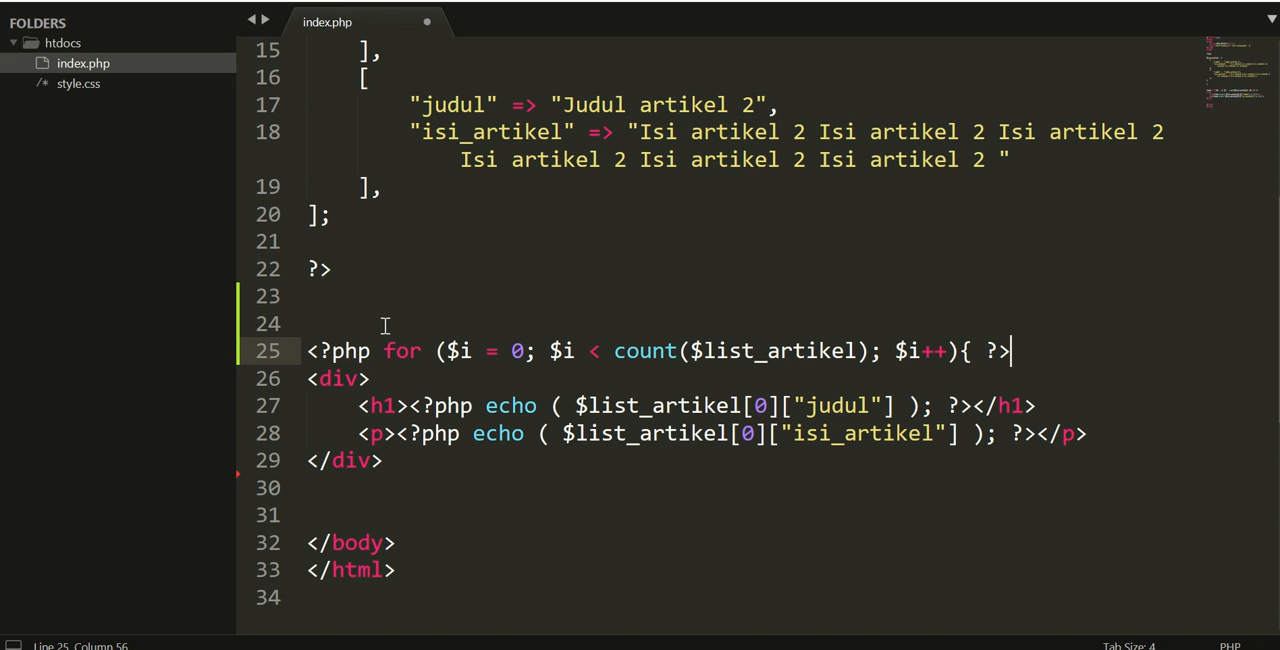 FOLDERS
htdocs
index.php
/* style.css
index.php
15 ],
16 [
17 "judul" => "Judul artikel 2",
18 "isi_artikel" => "Isi artikel 2 Isi artikel 2 Isi artikel 2
Isi artikel 2 Isi artikel 2 Isi artikel 2 "
19 ],
20 ];
21
22 ?>
23
24
25 <?php for ($i = 0; $i < count($list_artikel); $i++){ ?>
26 <div>
27 <h1><?php echo ( $list_artikel[0]["judul"] ); ?></h1>
28 <p><?php echo ( $list_artikel[0]["isi_artikel"] ); ?></p>
29 </div>
30
31
32 </body>
33 </html>
34
Line 25, Column 56
Tab Size: 4
PHP